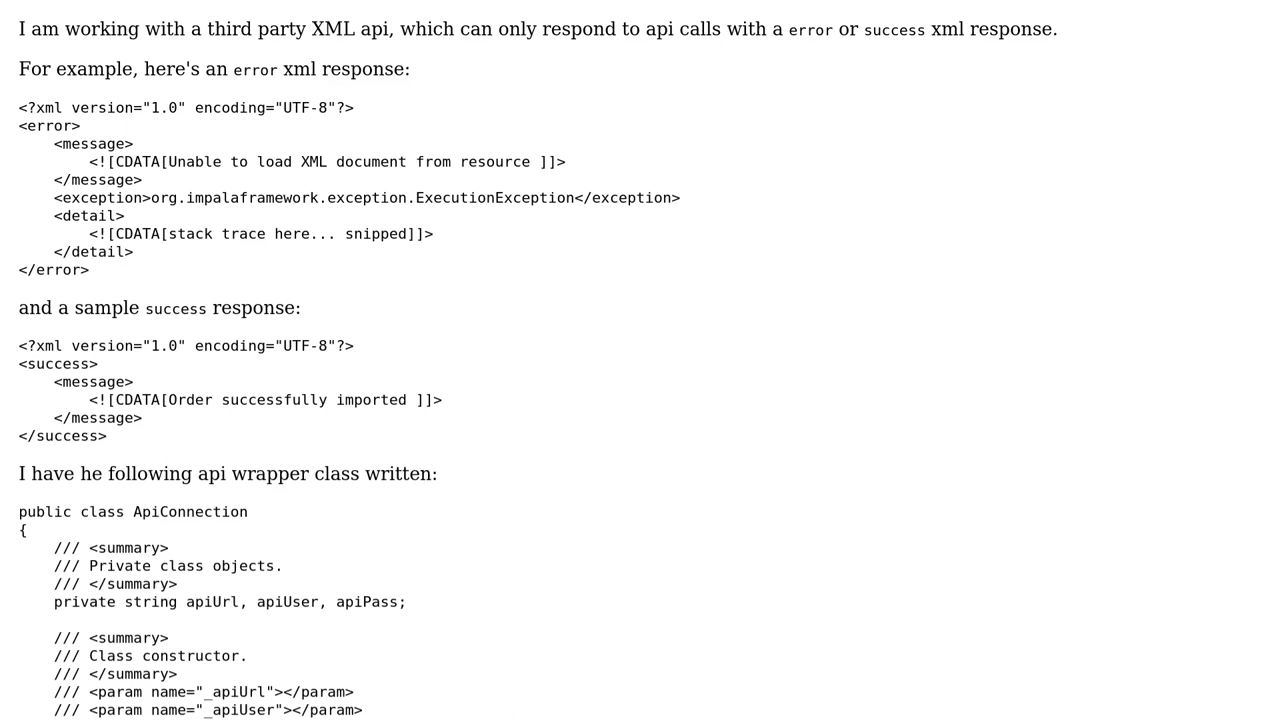 I am working with a third party XML api, which can only respond to api calls with a error or success xml response.
For example, here's an error xml response:
<?xml version="1.0" encoding="UTF-8"?>
<error>
    <message>
        <![CDATA[Unable to load XML document from resource ]]>
    </message>
    <exception>org.impalaframework.exception.ExecutionException</exception>
    <detail>
        <![CDATA[stack trace here... snipped]]>
    </detail>
</error>
and a sample success response:
<?xml version="1.0" encoding="UTF-8"?>
<success>
    <message>
        <![CDATA[Order successfully imported ]]>
    </message>
</success>
I have he following api wrapper class written:
public class ApiConnection
{
    /// <summary>
    /// Private class objects.
    /// </summary>
    private string apiUrl, apiUser, apiPass;

    /// <summary>
    /// Class constructor.
    /// </summary>
    /// <param name="_apiUrl"></param>
    /// <param name="_apiUser"></param>